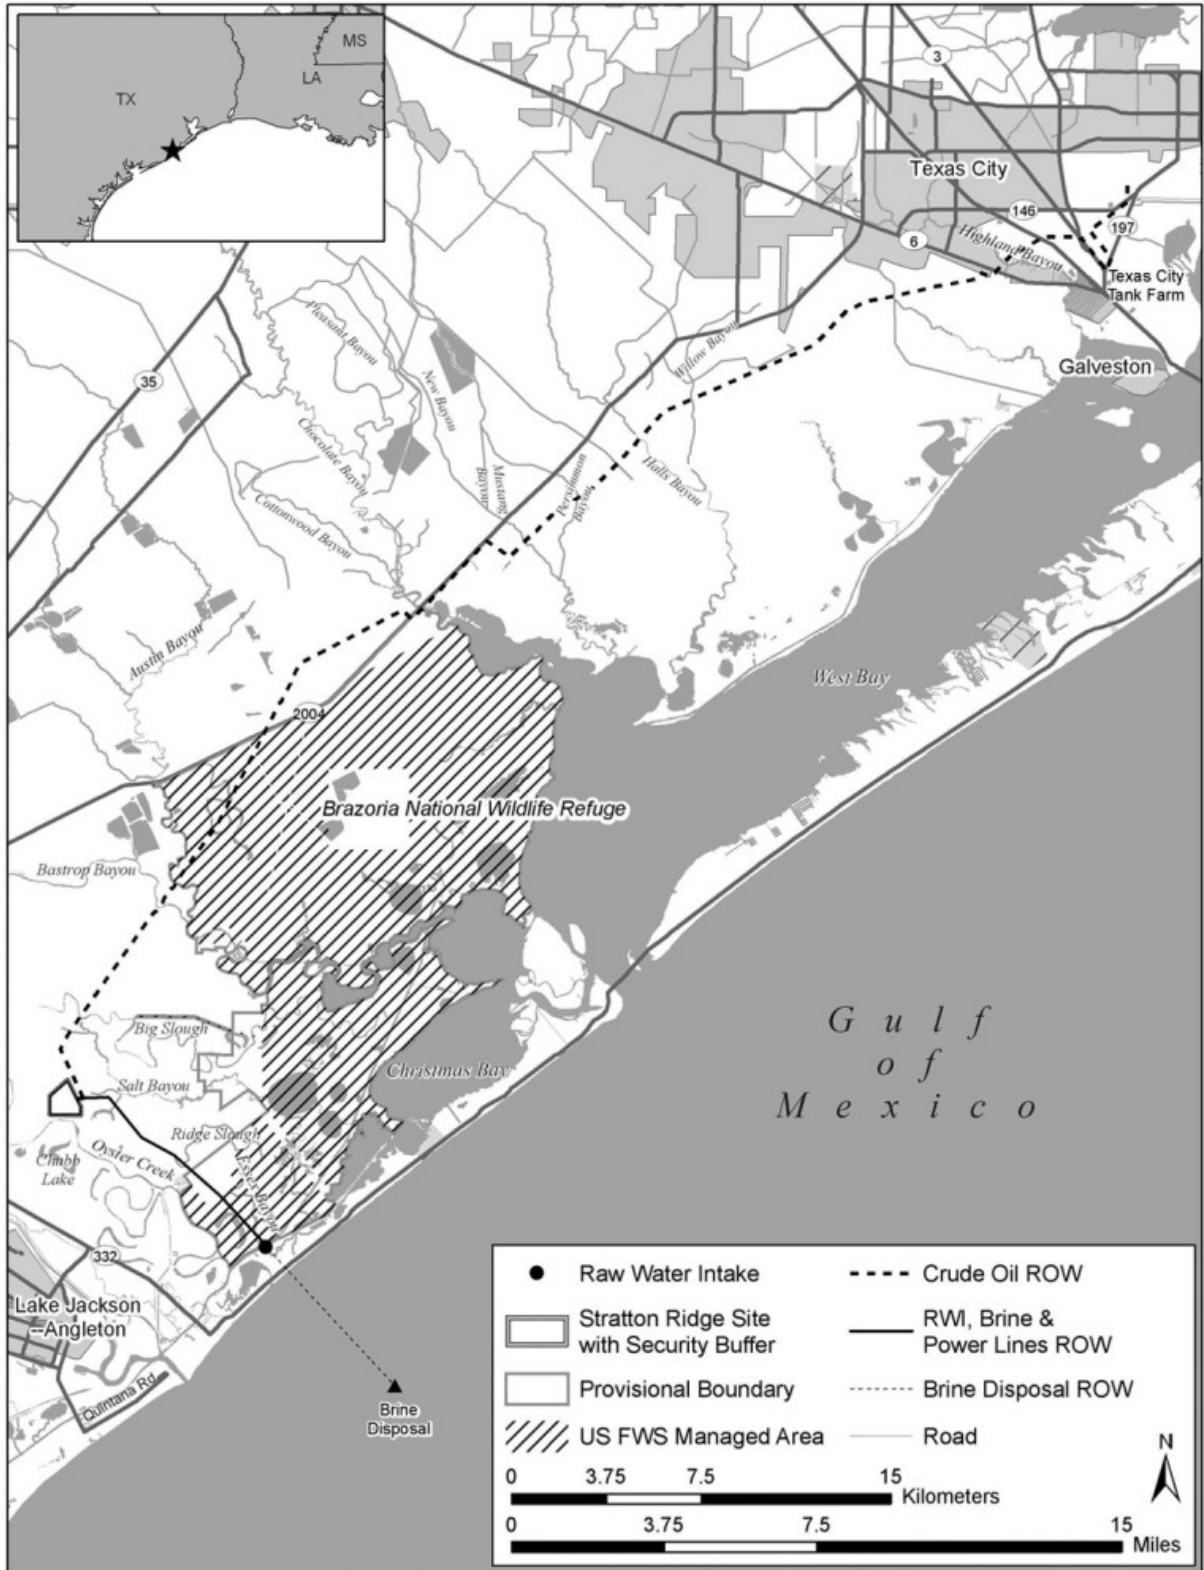 MS
LA
TX
3
Texas City
146
197
6
Highland Bayou
Texas City
Tank Farm
Galveston
Pleasant Bayou
Willow Bayou
35
New Bayou
Chocolate Bayou
Mustang
Bayou
Persimmon
Bayou
Halls Bayou
Cottonwood Bayou
Austin Bayou
West Bay
2004
Brazoria National Wildlife Refuge
Bastrop Bayou
Big Slough
Gulf
of
Mexico
Christmas Bay
Salt Bayou
Ridge Slough
Oyster Creek
Essex Bayou
Chubb
Lake
332
Lake Jackson
--Angleton
Quintana Rd
Brine
Disposal
Raw Water Intake
Stratton Ridge Site
with Security Buffer
Provisional Boundary
US FWS Managed Area
Crude Oil ROW
RWI, Brine &
Power Lines ROW
Brine Disposal ROW
Road
N
0 3.75 7.5 15
Kilometers
0 3.75 7.5 15
Miles